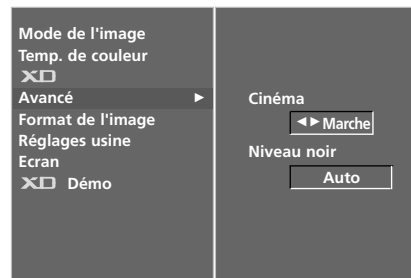 Mode de l'image
Temp. de couleur
XD
Avancé ►
Format de l'image
Réglages usine
Ecran
XD Démo
Cinéma
◄► Marche
Niveau noir
Auto